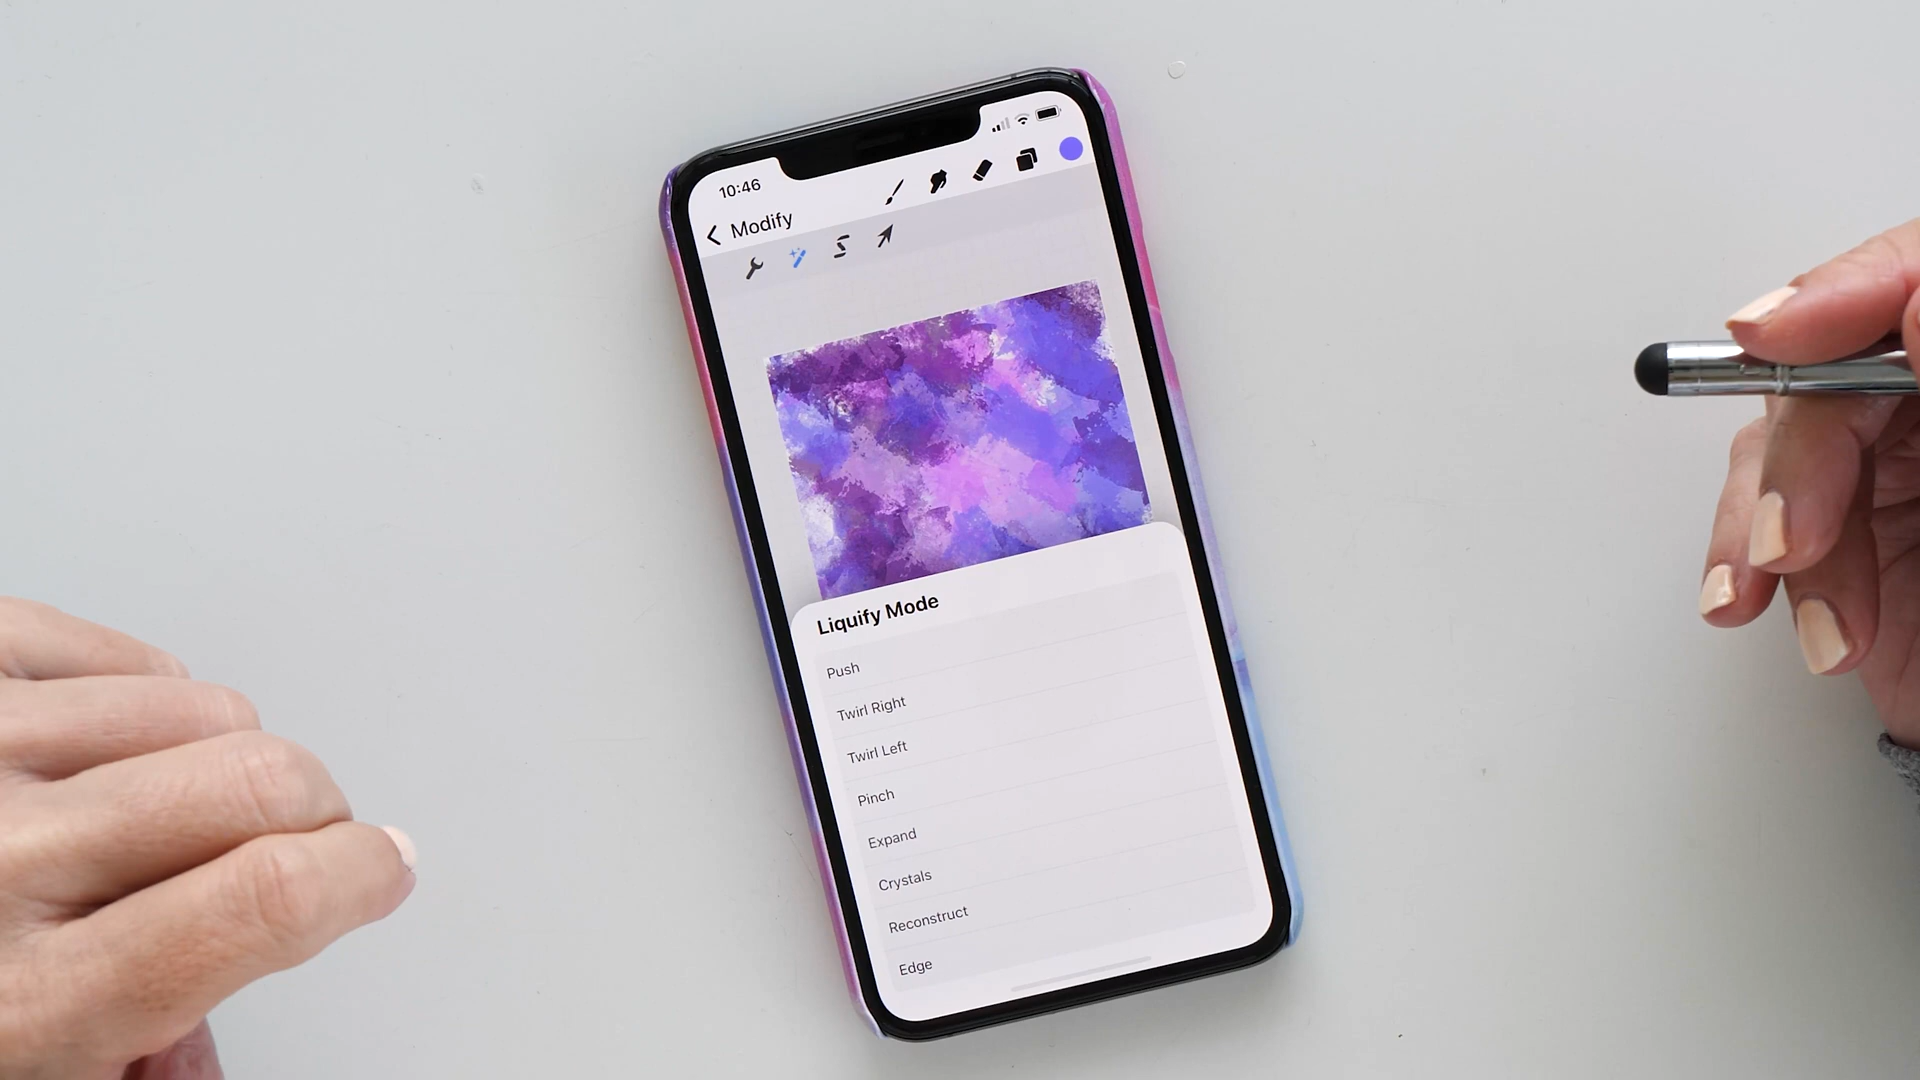 10:46
Modify
Liquify Mode
Push
Twirl Right
Twirl Left
Pinch
Expand
Crystals
Reconstruct
Edge